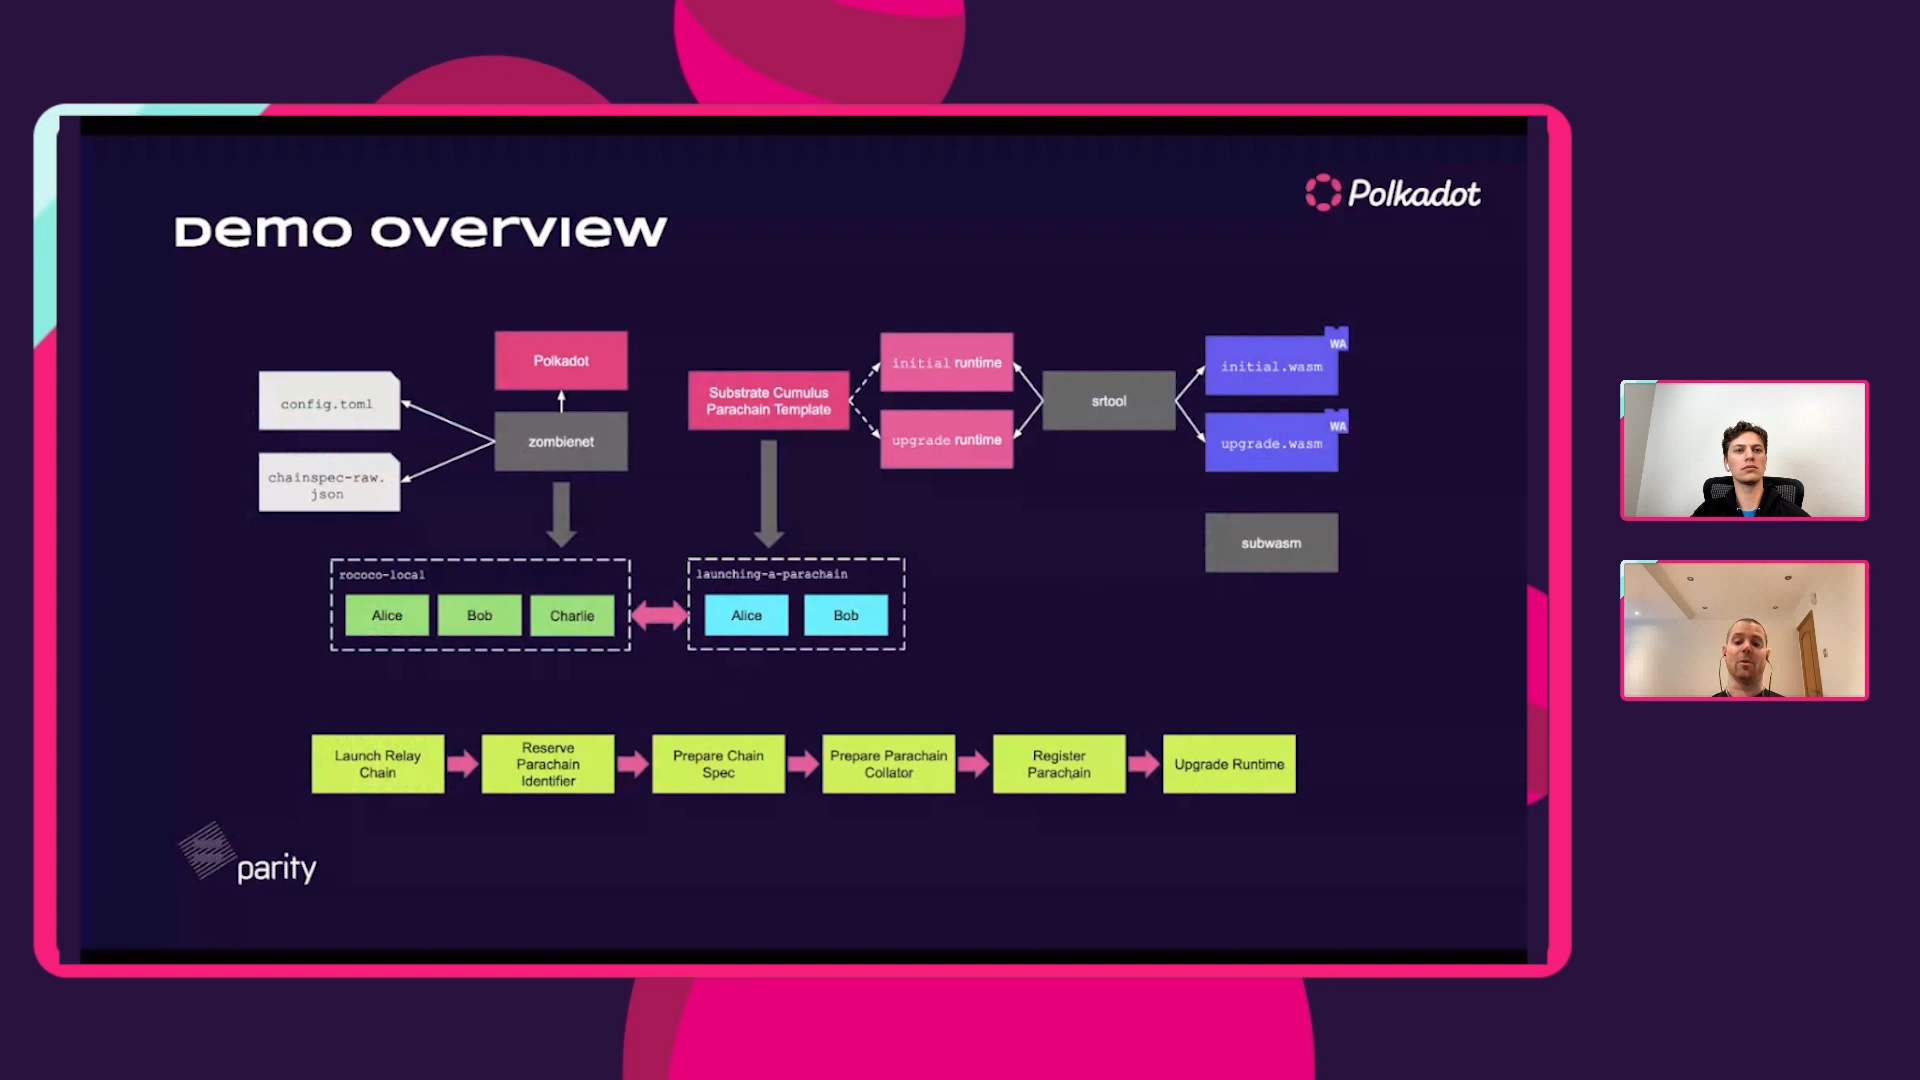 Polkadot
Demo overview
config.toml
chainspec-raw.
json
Polkadot
zombienet
Substrate Cumulus
Parachain Template
initial runtime
upgrade runtime
srtool
initial.wasm
WA
upgrade.wasm
WA
subwasm
rococo-local
Alice
Bob
Charlie
launching-a-parachain
Alice
Bob
Launch Relay
Chain
Reserve
Parachain
Identifier
Prepare Chain
Spec
Prepare Parachain
Collator
Register
Parachain
Upgrade Runtime
parity